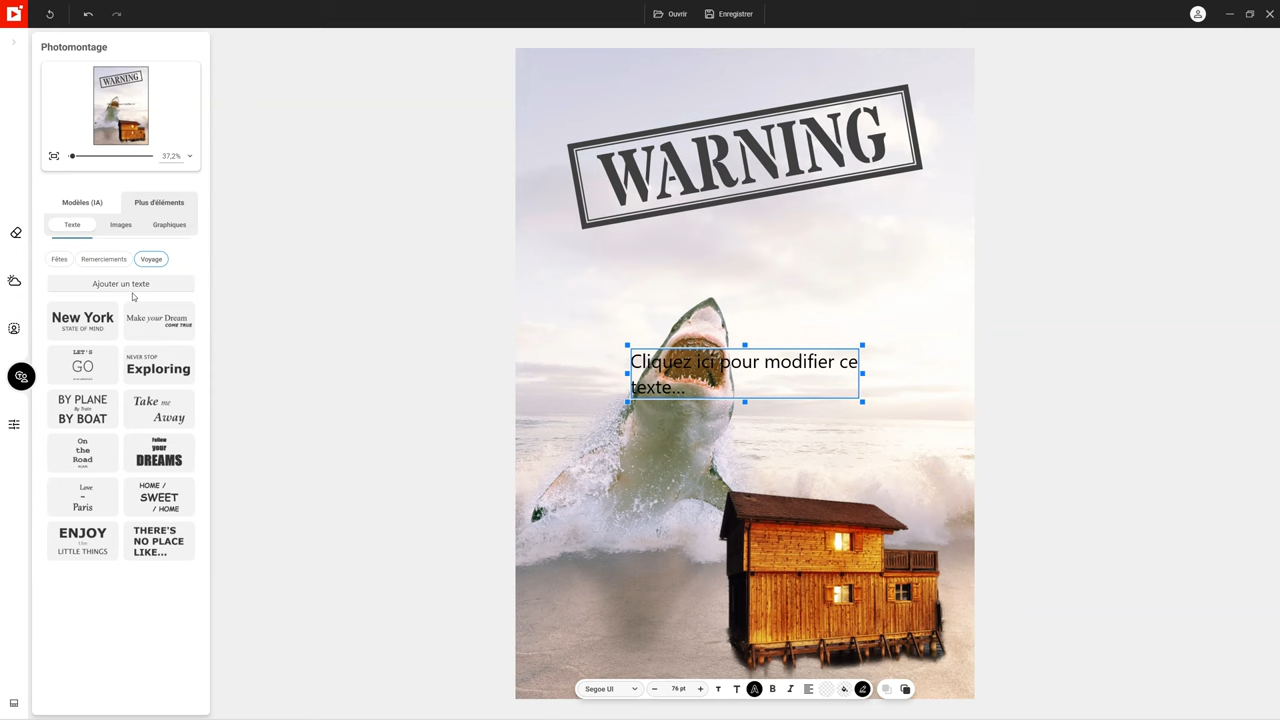 Ouvrir
Enregistrer
Photomontage
WARNING
37,2%
Modèles (IA)
Plus d'éléments
Texte
Images
Graphiques
Fêtes
Remerciements
Voyage
Ajouter un texte
New York
STATE OF MIND
Make your Dream
COME TRUE
LET'S
GO
NEVER STOP
Exploring
BY PLANE
By Train
BY BOAT
Take me
Away
On
the
Road
Follow
your
DREAMS
Love
–
Paris
HOME /
SWEET
/ HOME
ENJOY
LITTLE THINGS
THERE'S
NO PLACE
LIKE...
WARNING
Cliquez ici pour modifier ce
texte...
Segoe UI
76 pt
T
T
A
B
I